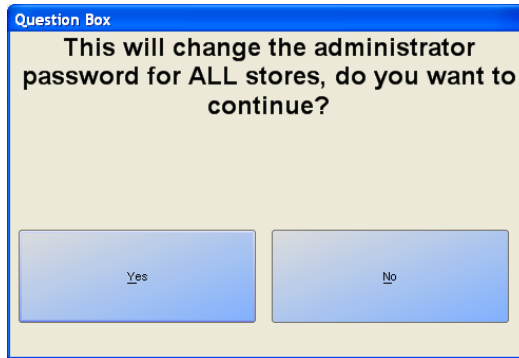 Question Box
This will change the administrator
password for ALL stores, do you want to
continue?
Yes
No